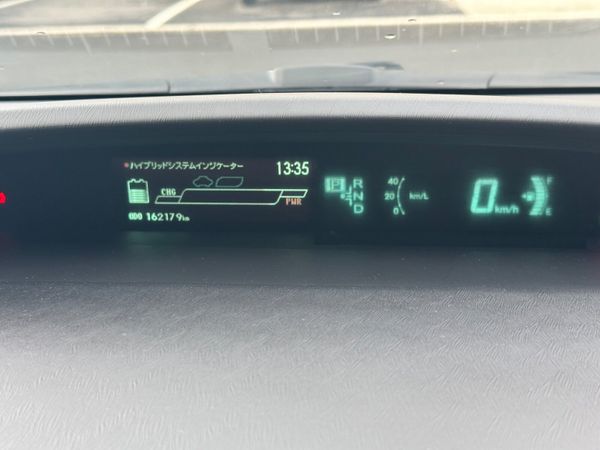 ハイブリッドシステムインジケーター 13:35
CHG
PWR
ODO 162179km
P R
N
D
40
20 km/L
0
0 km/h
F
E